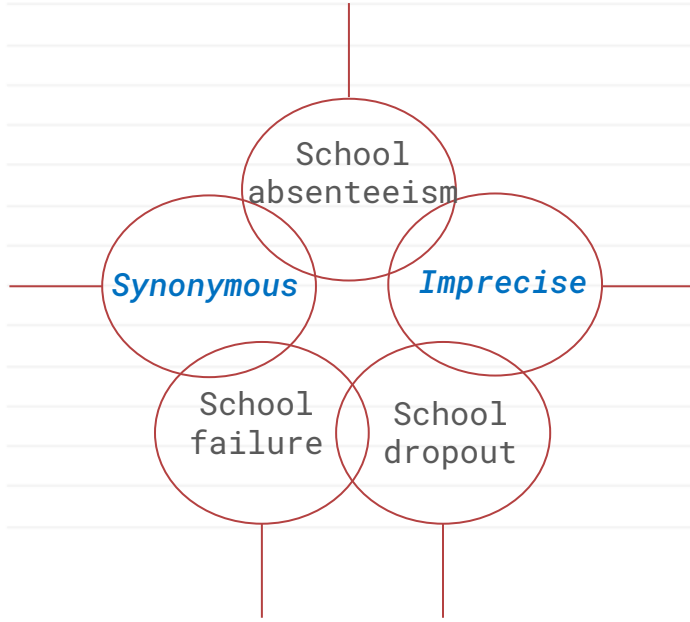 School
absenteeism
Synonymous
Imprecise
School
failure
School
dropout